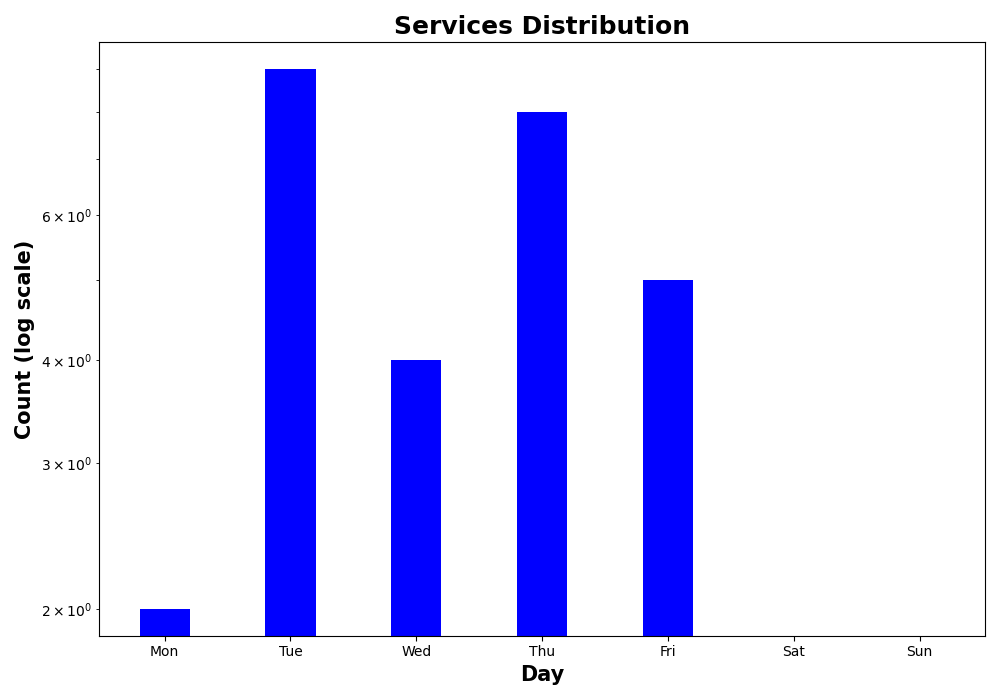 Services Distribution
Count (log scale)
6 × 10⁰
4 × 10⁰
3 × 10⁰
2 × 10⁰
Mon Tue Wed Thu Fri Sat Sun
Day